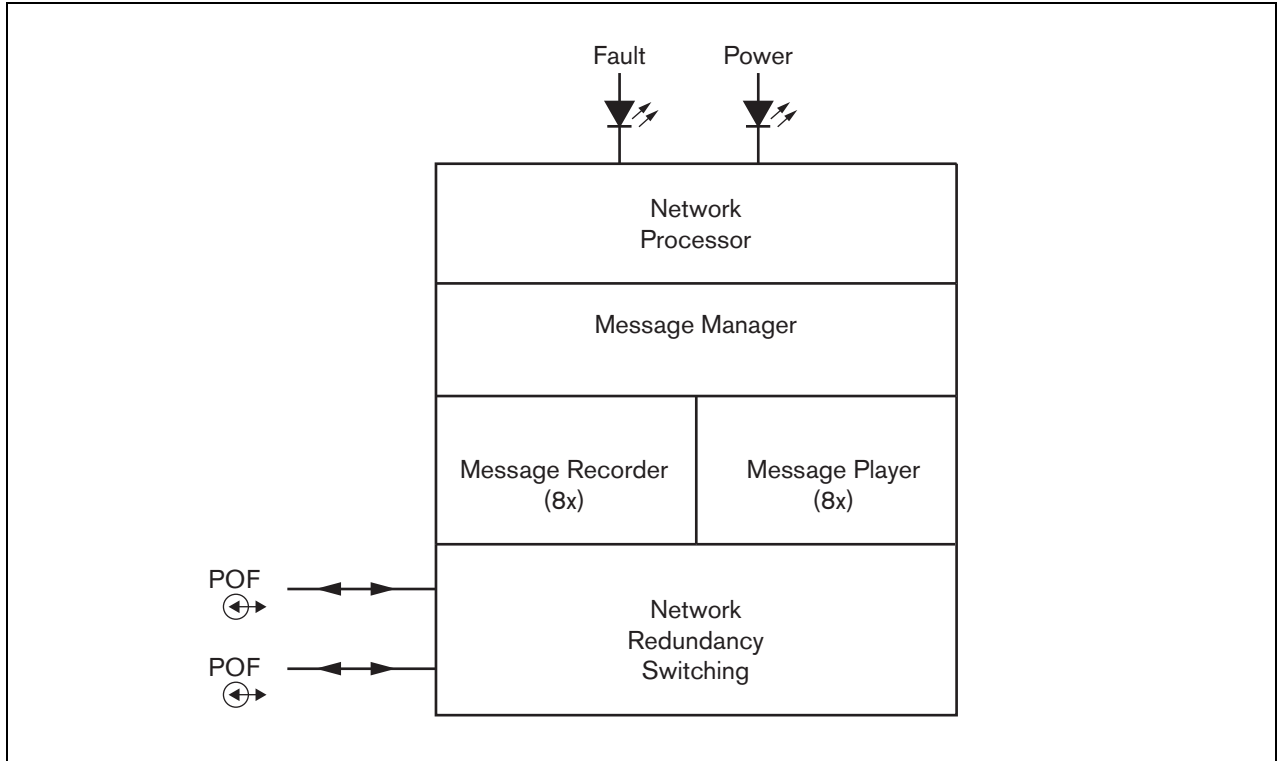 Fault
Power
Network
Processor
Message Manager
Message Recorder
(8x)
Message Player
(8x)
POF
POF
Network
Redundancy
Switching